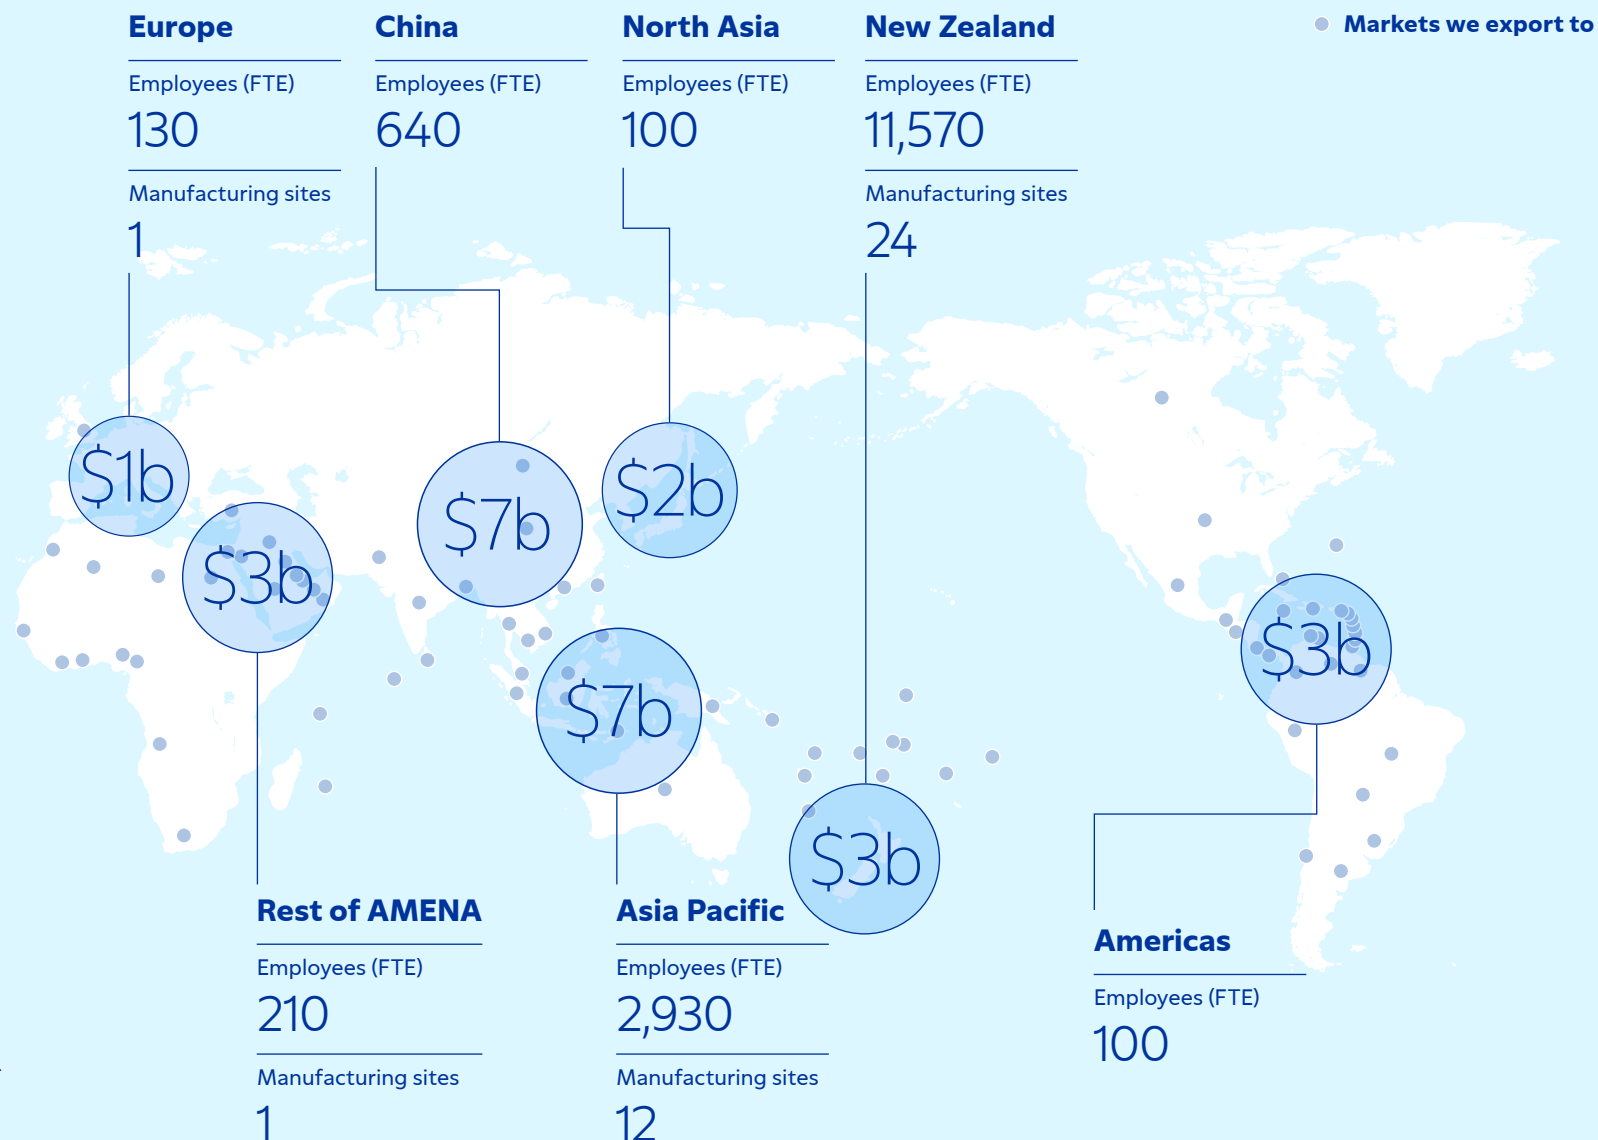 Europe
Employees (FTE)
130
Manufacturing sites
1
China
Employees (FTE)
640
North Asia
Employees (FTE)
100
New Zealand
Employees (FTE)
11,570
Manufacturing sites
24
Markets we export to
$1b
$3b
$7b
$2b
$7b
$3b
$3b
Rest of AMENA
Employees (FTE)
210
Manufacturing sites
1
Asia Pacific
Employees (FTE)
2,930
Manufacturing sites
12
Americas
Employees (FTE)
100